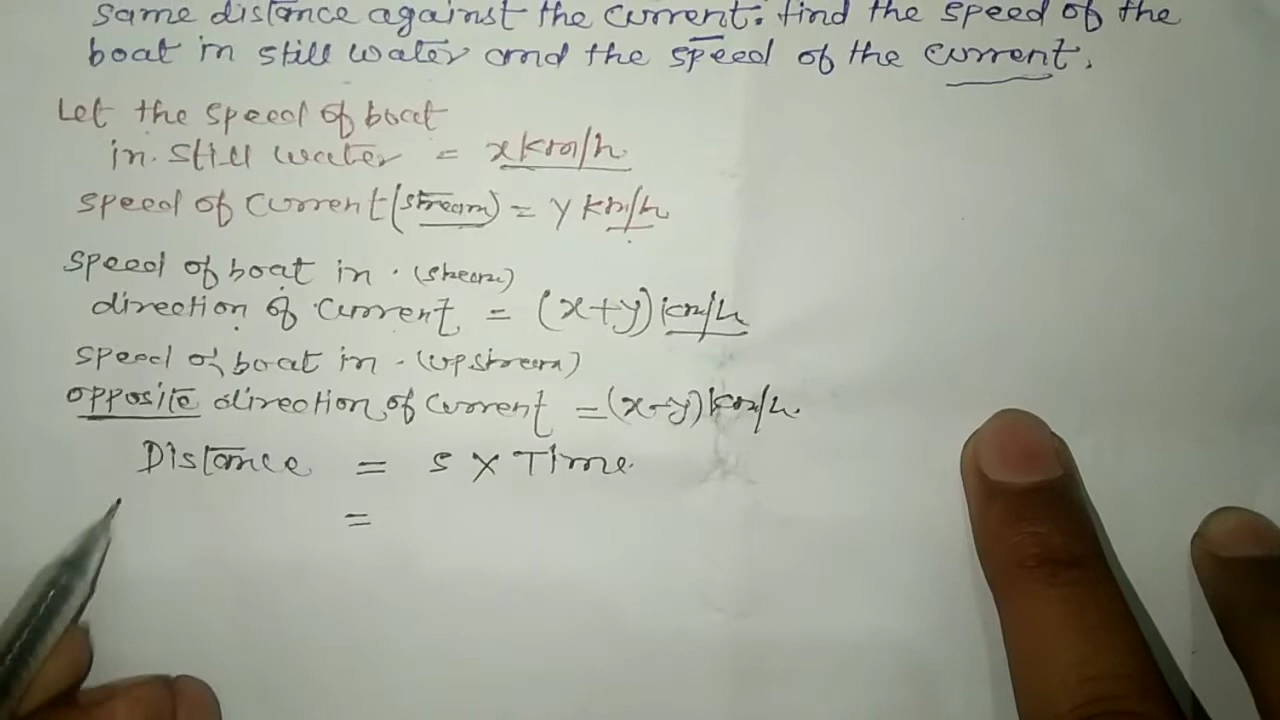 same distance against the current. find the speed of the
boat in still water and the speed of the current.
Let the speed of boat
in still water = x km/h
speed of current (stream) = y km/h
speed of boat in (stream)
direction of current = (x+y) km/h
speed of boat in (upstream)
opposite direction of current = (x-y) km/h.
Distance = s × Time.
=